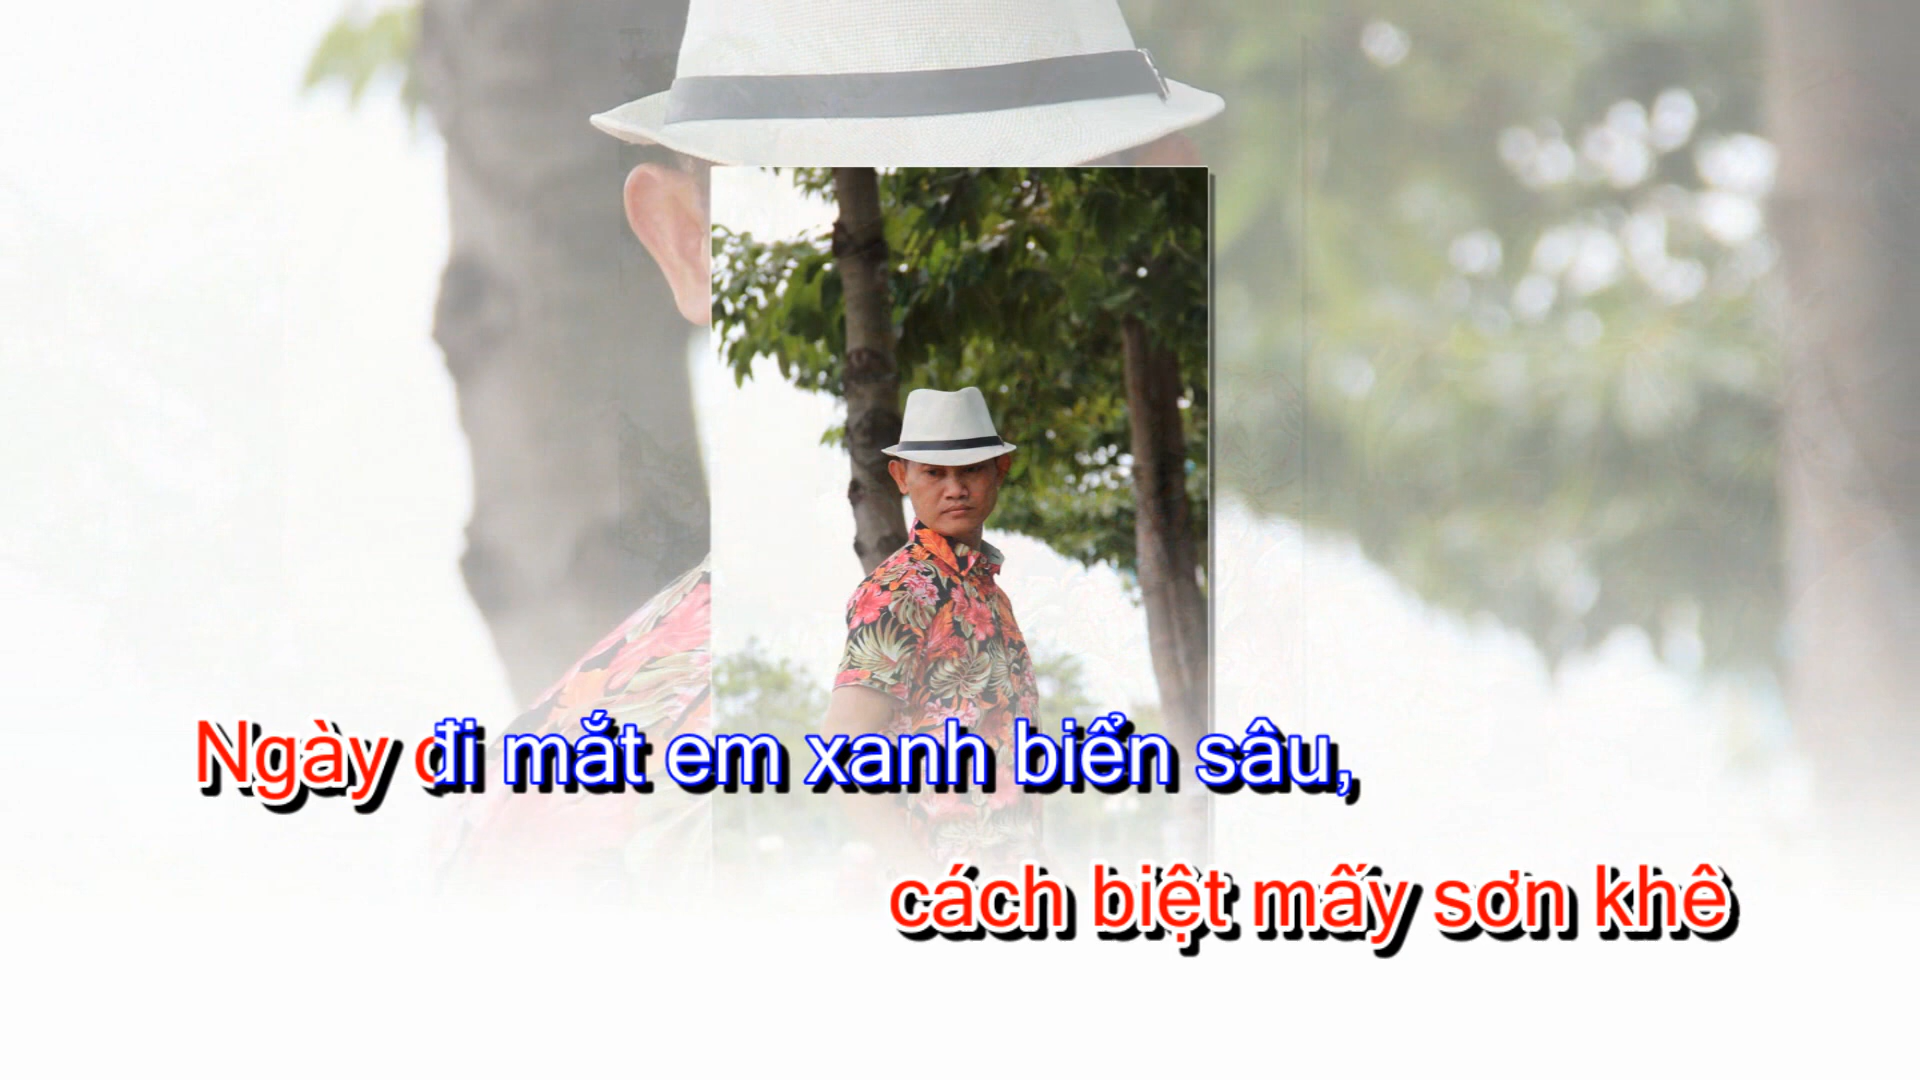 Ngày đi mắt em xanh biển sâu,
cách biệt mấy sơn khê